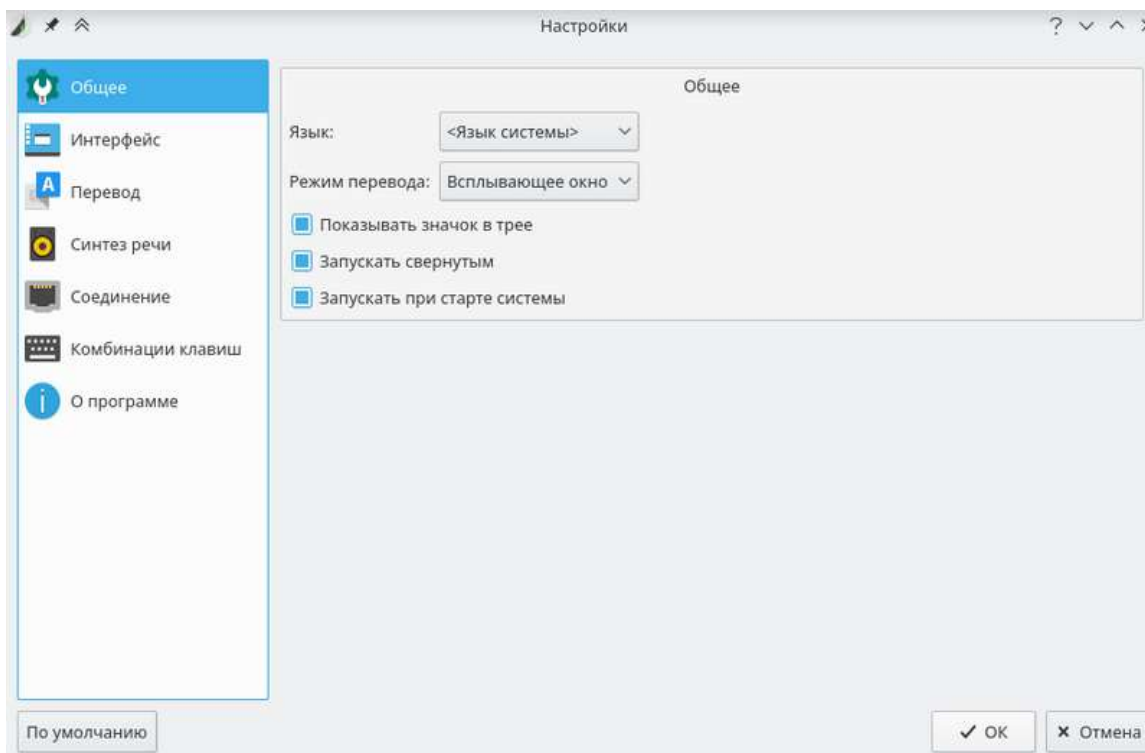 Настройки
Общее
Интерфейс
Перевод
Синтез речи
Соединение
Комбинации клавиш
О программе
Общее
Язык: <Язык системы>
Режим перевода: Всплывающее окно
Показывать значок в трее
Запускать свернутым
Запускать при старте системы
По умолчанию
ОК
Отмена